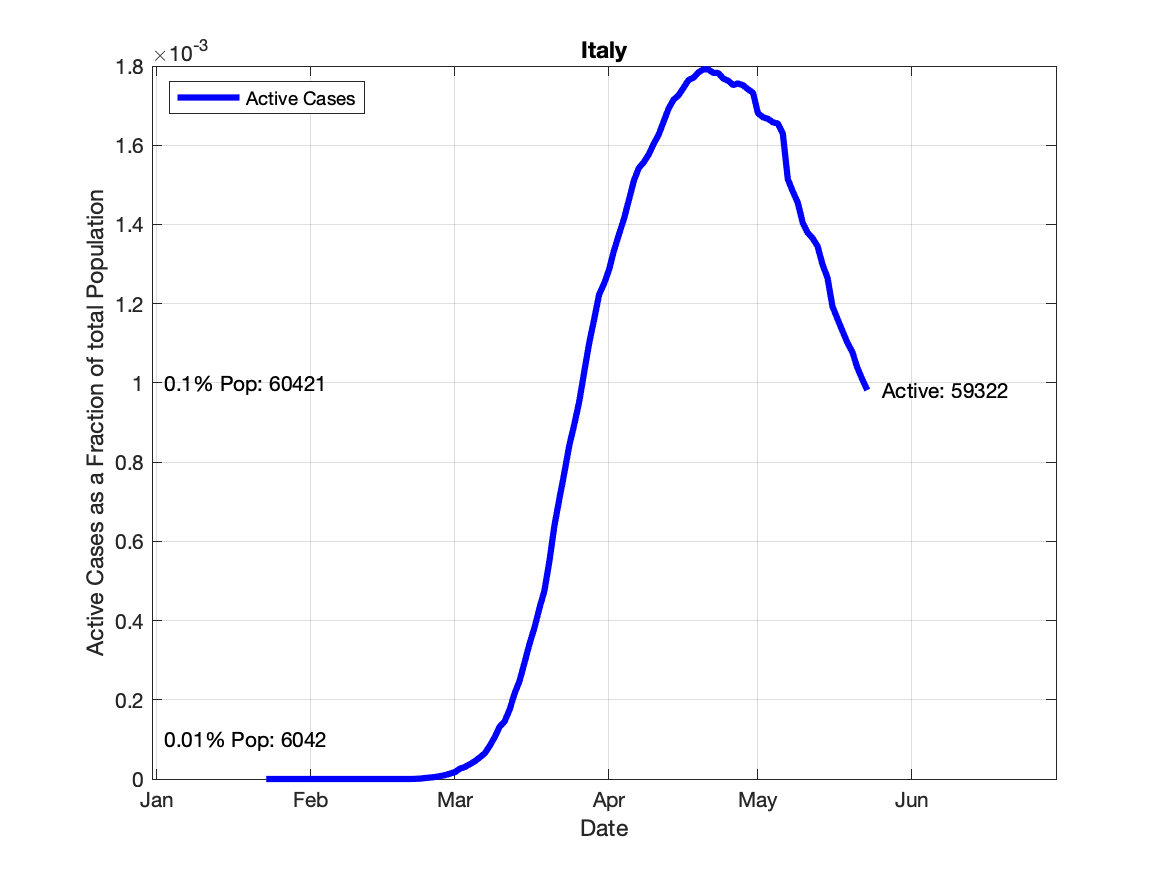 Italy
×10-3
Active Cases
1.8
1.6
1.4
1.2
1
0.8
0.6
0.4
0.2
0
Active Cases as a Fraction of total Population
0.1% Pop: 60421
Active: 59322
0.01% Pop: 6042
Jan Feb Mar Apr May Jun
Date